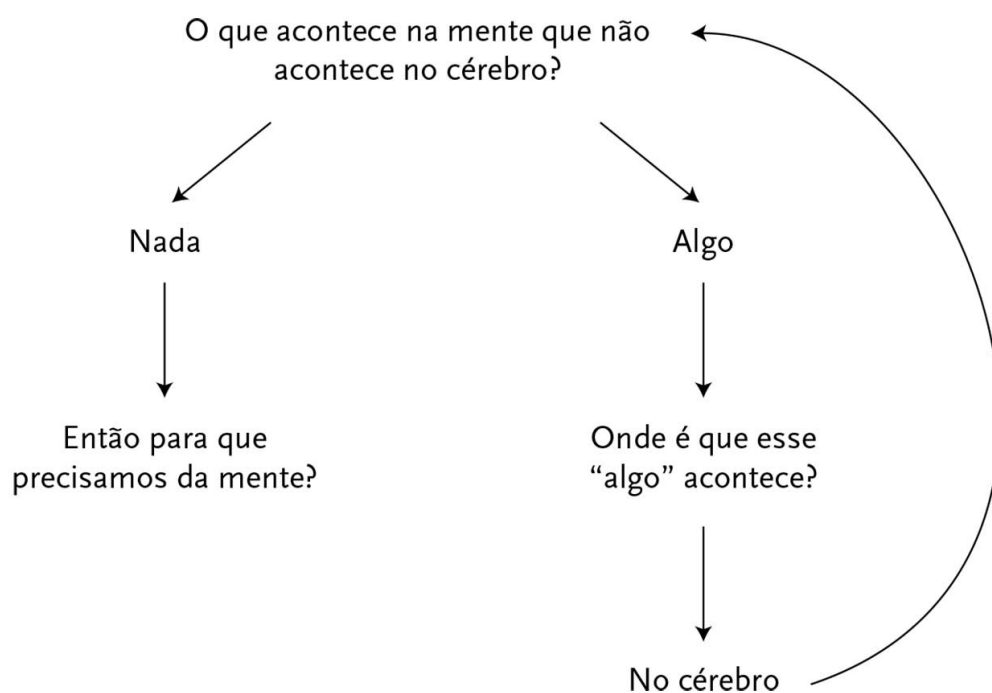 O que acontece na mente que não
acontece no cérebro?
Nada
Algo
Então para que
precisamos da mente?
Onde é que esse
“algo” acontece?
No cérebro